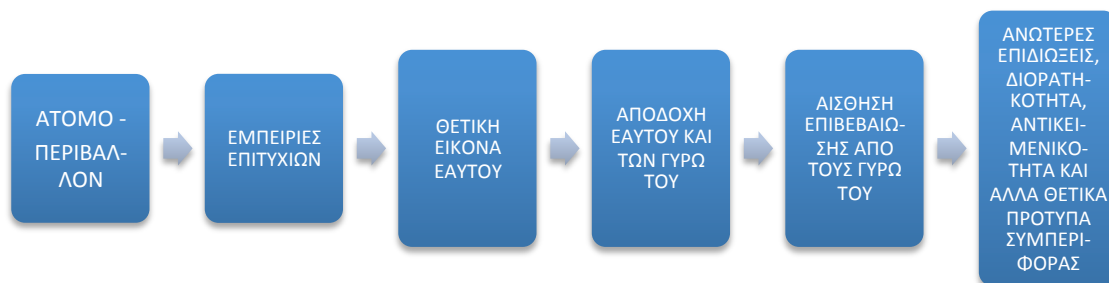 ΑΤΟΜΟ -
ΠΕΡΙΒΑΛ-
ΛΟΝ
ΕΜΠΕΙΡΙΕΣ
ΕΠΙΤΥΧΙΩΝ
ΘΕΤΙΚΗ
ΕΙΚΟΝΑ
ΕΑΥΤΟΥ
ΑΠΟΔΟΧΗ
ΕΑΥΤΟΥ ΚΑΙ
ΤΩΝ ΓΥΡΩ
ΤΟΥ
ΑΙΣΘΗΣΗ
ΕΠΙΒΕΒΑΙΩ-
ΣΗΣ ΑΠΟ
ΤΟΥΣ ΓΥΡΩ
ΤΟΥ
ΑΝΩΤΕΡΕΣ
ΕΠΙΔΙΩΞΕΙΣ,
ΔΙΟΡΑΤΗ-
ΚΟΤΗΤΑ,
ΑΝΤΙΚΕΙ-
ΜΕΝΙΚΟ-
ΤΗΤΑ ΚΑΙ
ΑΛΛΑ ΘΕΤΙΚΑ
ΠΡΟΤΥΠΑ
ΣΥΜΠΕΡΙ-
ΦΟΡΑΣ